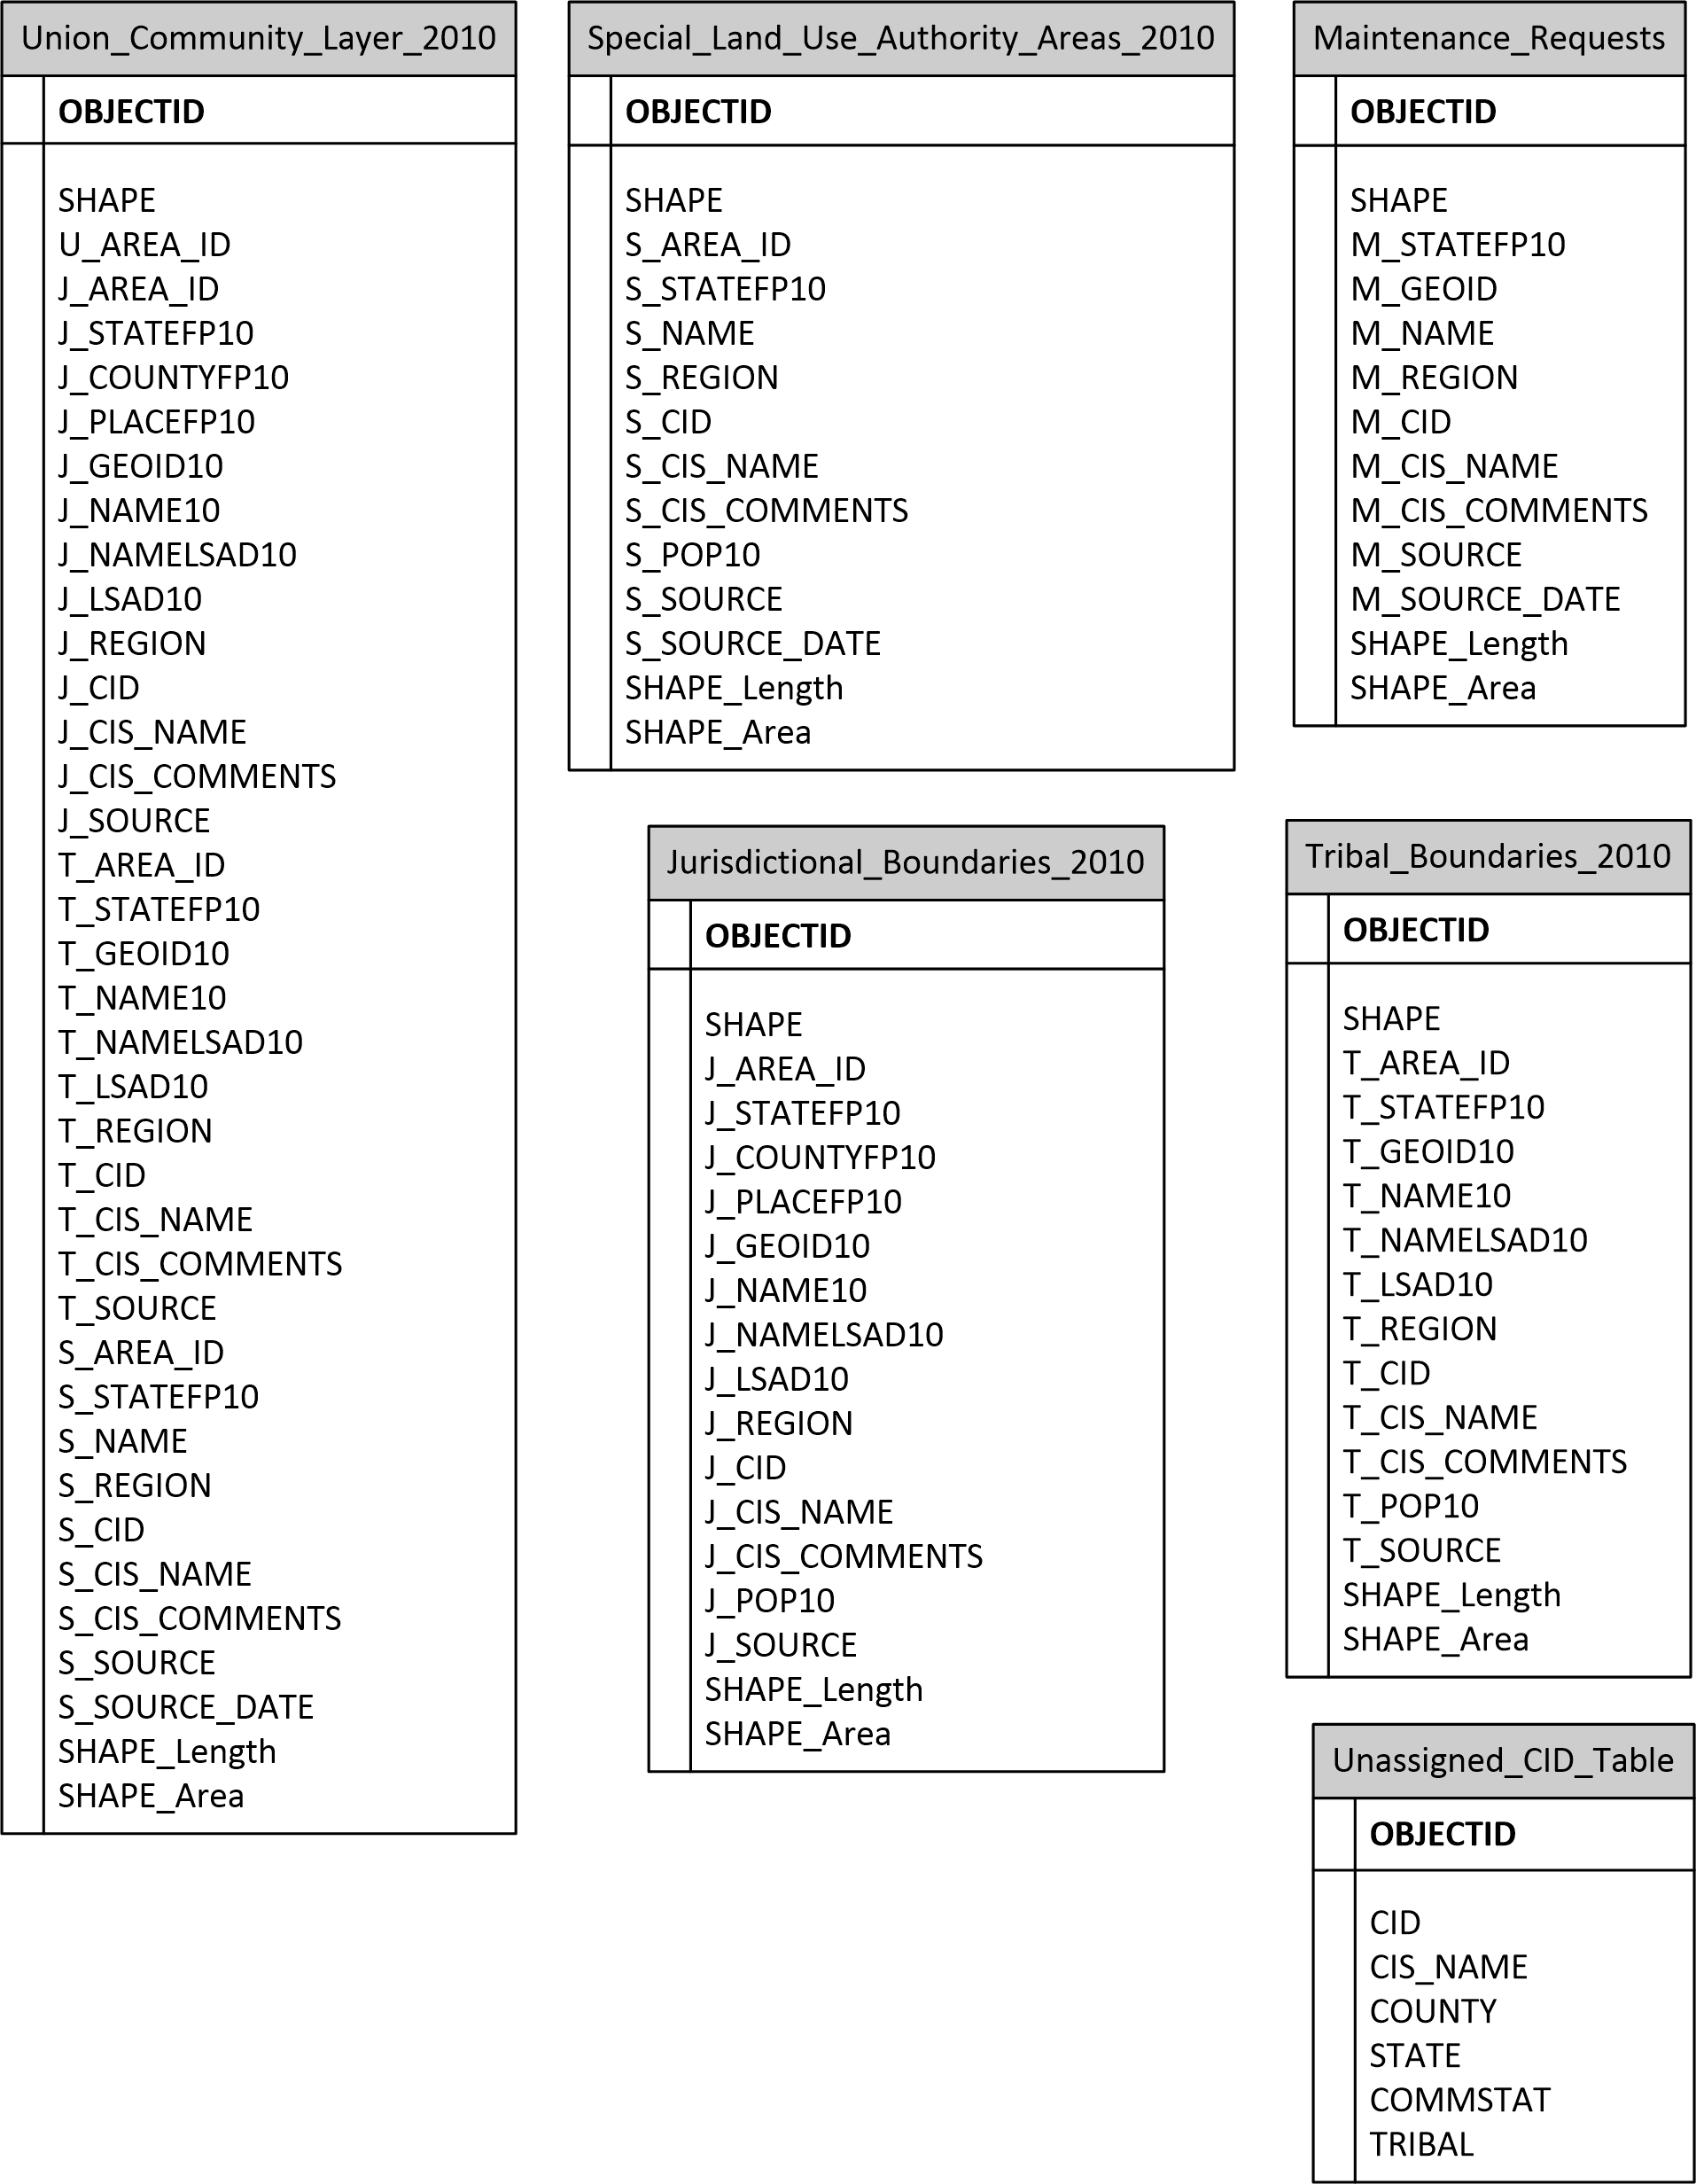 Union_Community_Layer_2010
OBJECTID
SHAPE
U_AREA_ID
J_AREA_ID
J_STATEFP10
J_COUNTYFP10
J_PLACEFP10
J_GEOID10
J_NAME10
J_NAMELSAD10
J_LSAD10
J_REGION
J_CID
J_CIS_NAME
J_CIS_COMMENTS
J_SOURCE
T_AREA_ID
T_STATEFP10
T_GEOID10
T_NAME10
T_NAMELSAD10
T_LSAD10
T_REGION
T_CID
T_CIS_NAME
T_CIS_COMMENTS
T_SOURCE
S_AREA_ID
S_STATEFP10
S_NAME
S_REGION
S_CID
S_CIS_NAME
S_CIS_COMMENTS
S_SOURCE
S_SOURCE_DATE
SHAPE_Length
SHAPE_Area
Special_Land_Use_Authority_Areas_2010
OBJECTID
SHAPE
S_AREA_ID
S_STATEFP10
S_NAME
S_REGION
S_CID
S_CIS_NAME
S_CIS_COMMENTS
S_POP10
S_SOURCE
S_SOURCE_DATE
SHAPE_Length
SHAPE_Area
Maintenance_Requests
OBJECTID
SHAPE
M_STATEFP10
M_GEOID
M_NAME
M_REGION
M_CID
M_CIS_NAME
M_CIS_COMMENTS
M_SOURCE
M_SOURCE_DATE
SHAPE_Length
SHAPE_Area
Jurisdictional_Boundaries_2010
OBJECTID
SHAPE
J_AREA_ID
J_STATEFP10
J_COUNTYFP10
J_PLACEFP10
J_GEOID10
J_NAME10
J_NAMELSAD10
J_LSAD10
J_REGION
J_CID
J_CIS_NAME
J_CIS_COMMENTS
J_POP10
J_SOURCE
SHAPE_Length
SHAPE_Area
Tribal_Boundaries_2010
OBJECTID
SHAPE
T_AREA_ID
T_STATEFP10
T_GEOID10
T_NAME10
T_NAMELSAD10
T_LSAD10
T_REGION
T_CID
T_CIS_NAME
T_CIS_COMMENTS
T_POP10
T_SOURCE
SHAPE_Length
SHAPE_Area
Unassigned_CID_Table
OBJECTID
CID
CIS_NAME
COUNTY
STATE
COMMSTAT
TRIBAL